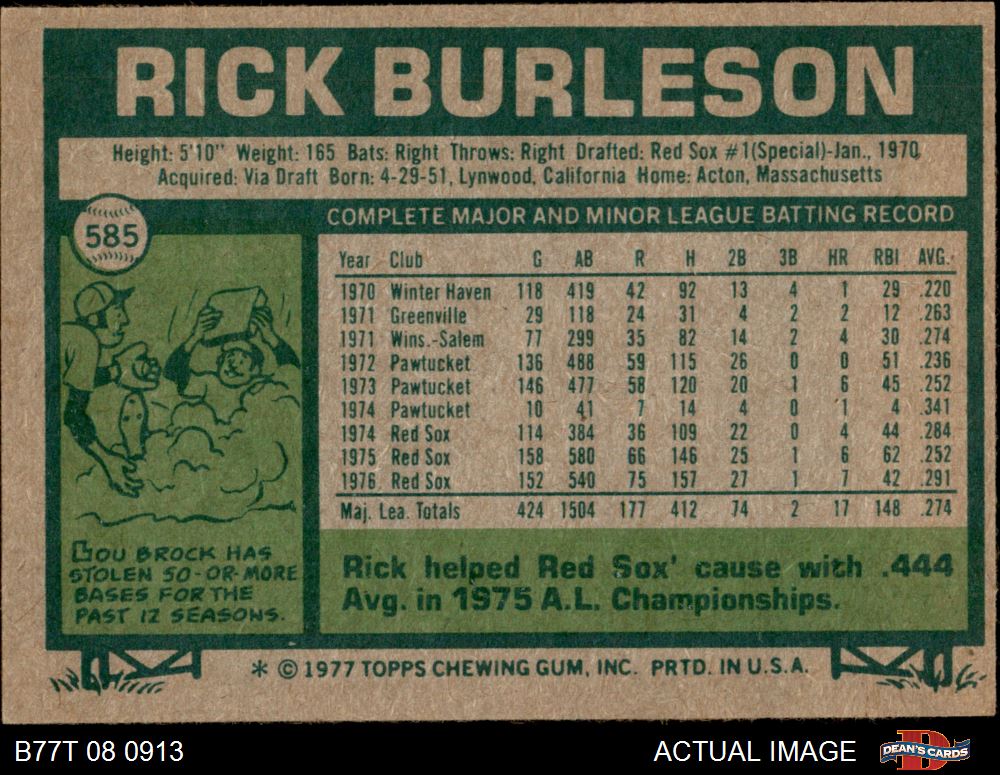 RICK BURLESON
Height: 5'10" Weight: 165 Bats: Right Throws: Right Drafted: Red Sox #1(Special)-Jan., 1970
Acquired: Via Draft Born: 4-29-51, Lynwood, California Home: Acton, Massachusetts
585
COMPLETE MAJOR AND MINOR LEAGUE BATTING RECORD
Year Club G AB R H 2B 3B HR RBI AVG.
1970 Winter Haven 118 419 42 92 13 4 1 29 .220
1971 Greenville 29 118 24 31 4 2 2 12 .263
1971 Wins.-Salem 77 299 35 82 14 2 4 30 .274
1972 Pawtucket 136 488 59 115 26 0 0 51 .236
1973 Pawtucket 146 477 58 120 20 1 6 45 .252
1974 Pawtucket 10 41 7 14 4 0 1 4 .341
1974 Red Sox 114 384 36 109 22 0 4 44 .284
1975 Red Sox 158 580 66 146 25 1 6 62 .252
1976 Red Sox 152 540 75 157 27 1 7 42 .291
Maj. Lea. Totals 424 1504 177 412 74 2 17 148 .274
LOU BROCK HAS
STOLEN 50-OR-MORE
BASES FOR THE
PAST 12 SEASONS.
Rick helped Red Sox' cause with .444
Avg. in 1975 A.L. Championships.
* © 1977 TOPPS CHEWING GUM, INC. PRTD. IN U.S.A.
B77T 08 0913
ACTUAL IMAGE
DEAN'S CARDS